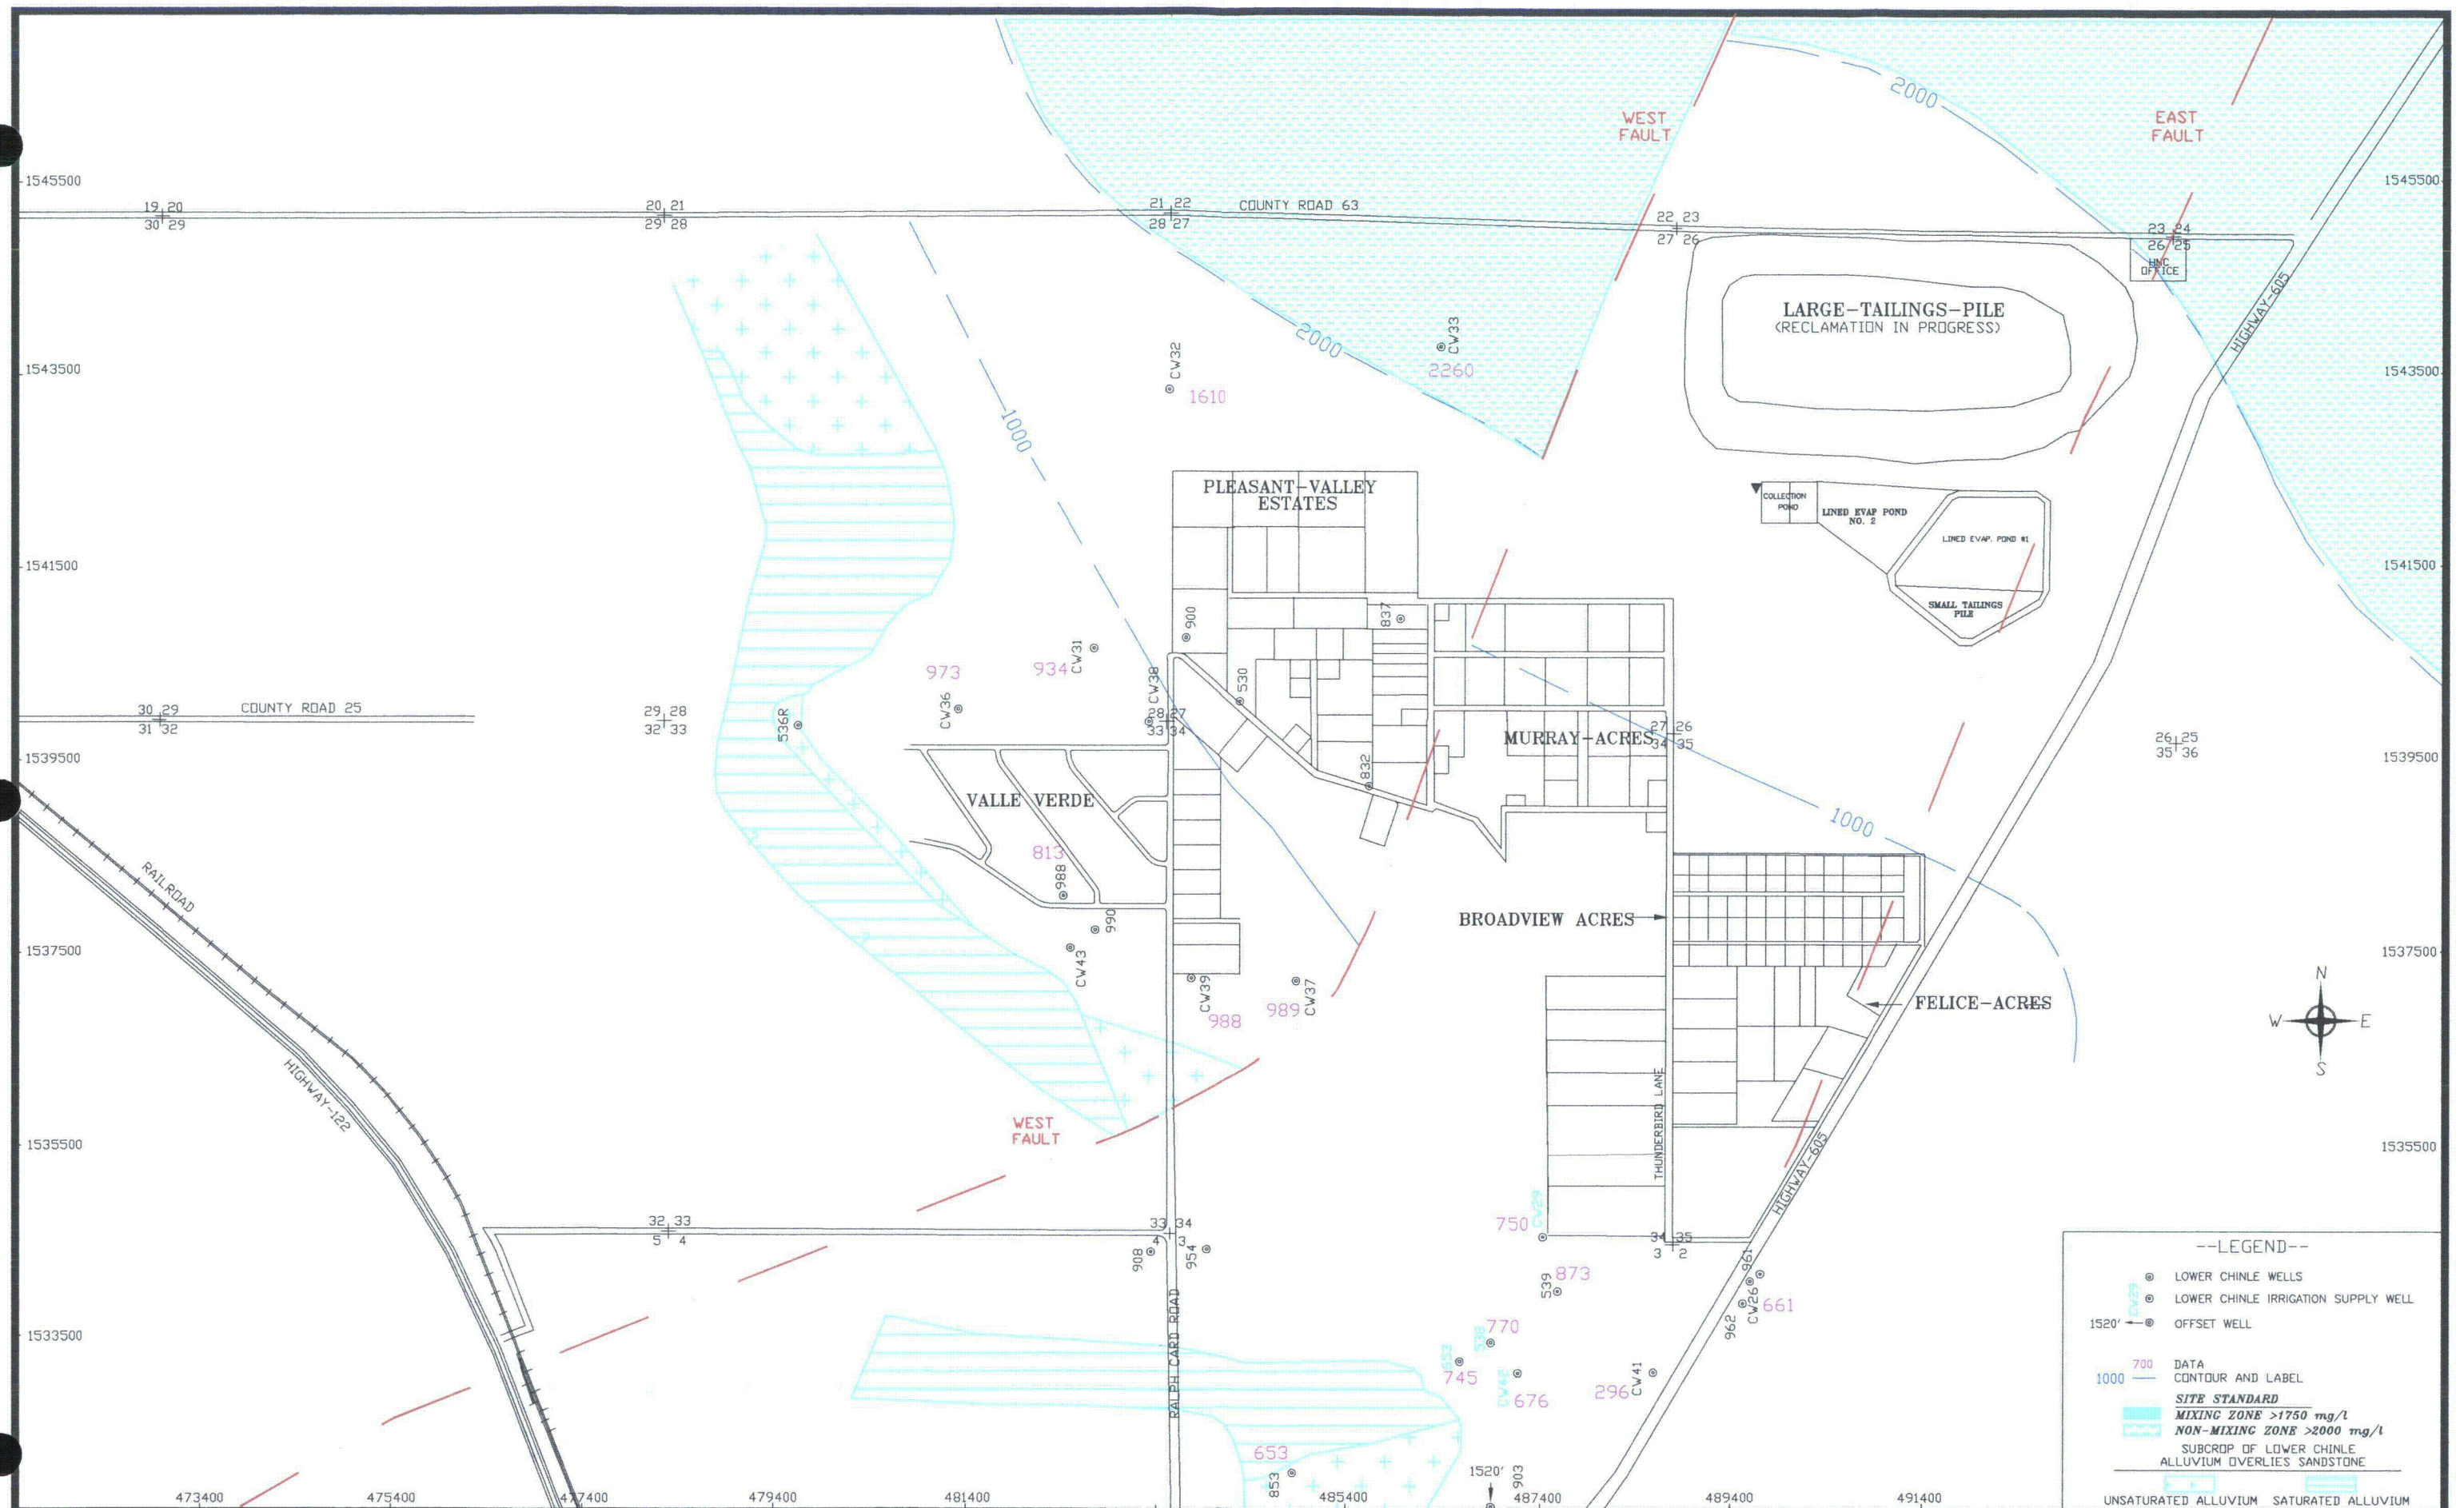 2000
WEST
FAULT
EAST
FAULT
1545500
1545500
19 20
30 29
20 21
29 28
21 22
28 27
COUNTY ROAD 63
22 23
27 26
23 24
26 25
HMC
OFFICE
HIGHWAY-605
LARGE-TAILINGS-PILE
(RECLAMATION IN PROGRESS)
2000
CW33
2260
CW32
1610
1543500
1543500
1000
PLEASANT-VALLEY
ESTATES
COLLECTION
POND
LINED EVAP POND
NO. 2
LINED EVAP. POND #1
1541500
1541500
SMALL TAILINGS
PILE
900
837
973
934
CW31
CW38
530
CW36
536R
30 29
31 32
COUNTY ROAD 25
29 28
32 33
28 27
33 34
MURRAY-ACRES
27 26
34 35
26 25
35 36
1539500
1539500
832
VALLE VERDE
1000
813
988
RAILROAD
990
BROADVIEW ACRES
1537500
1537500
CW43
CW39
988
989
CW37
FELICE-ACRES
N
W
E
S
HIGHWAY-122
WEST
FAULT
THUNDERBIRD LANE
1535500
1535500
HIGHWAY-605
750
CW29
32 33
5 4
33 34
4 3
34 35
3 2
908
954
961
539
873
CW26
661
962
1533500
RALPH CARD ROAD
538
770
653
745
CW42
676
296
CW41
653
853
1520'
903
473400
475400
477400
479400
481400
485400
487400
489400
491400
--LEGEND--
LOWER CHINLE WELLS
CW29
LOWER CHINLE IRRIGATION SUPPLY WELL
1520'
OFFSET WELL
700 DATA
1000 CONTOUR AND LABEL
SITE STANDARD
MIXING ZONE >1750 mg/l
NON-MIXING ZONE >2000 mg/l
SUBCROP OF LOWER CHINLE
ALLUVIUM OVERLIES SANDSTONE
UNSATURATED ALLUVIUM SATURATED ALLUVIUM